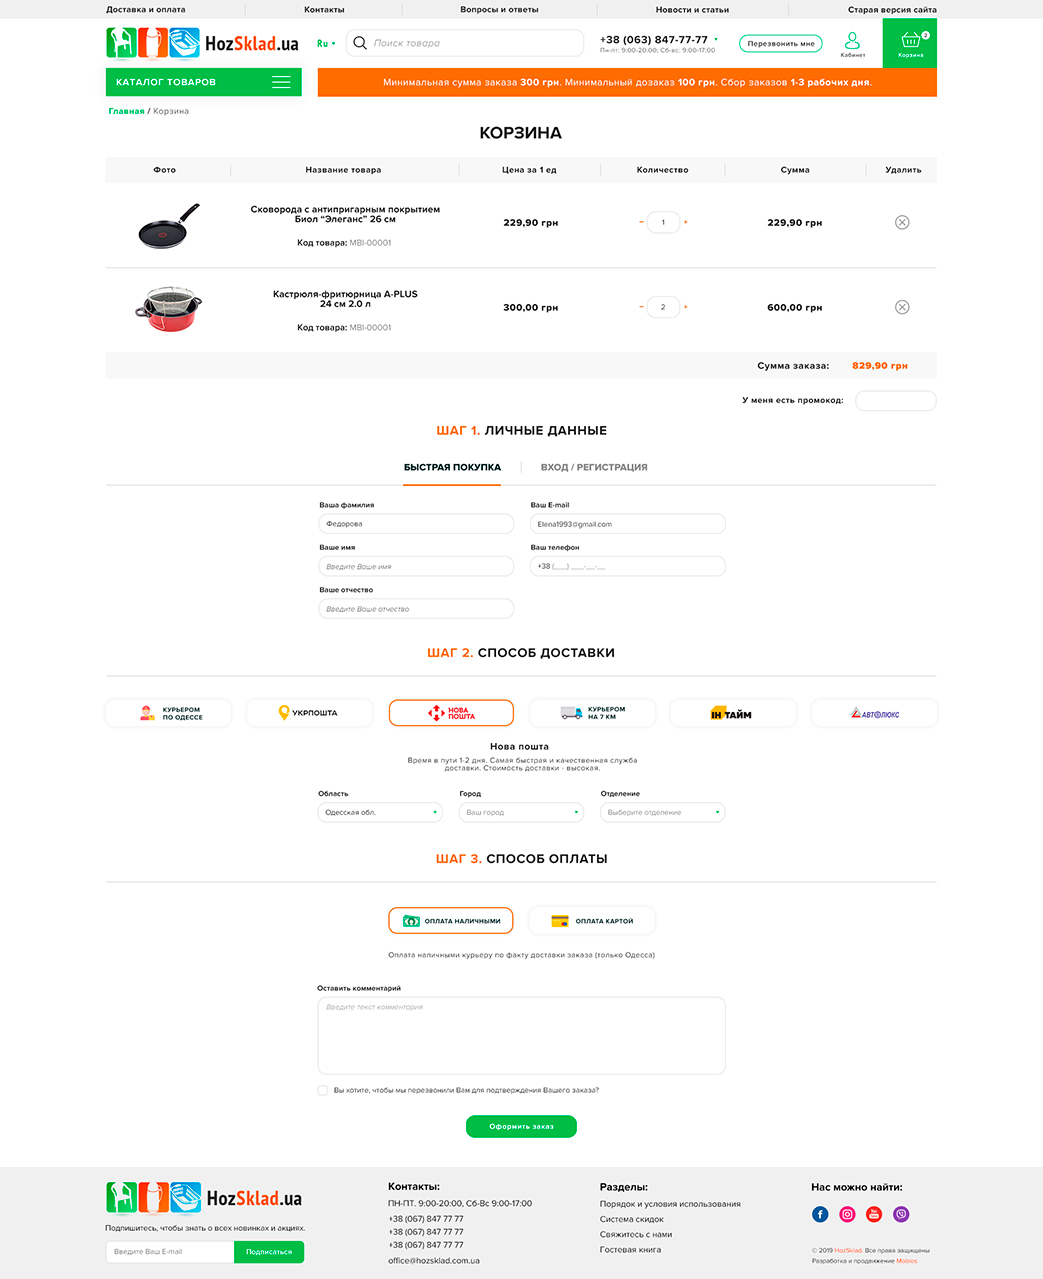 Доставка и оплата
Контакты
Вопросы и ответы
Новости и статьи
Старая версия сайта
HozSklad.ua
Ru
Поиск товара
+38 (063) 847-77-77
Пн-пт: 9:00-20:00; Сб-вс: 9:00-17:00
Перезвонить мне
Кабинет
2
Корзина
КАТАЛОГ ТОВАРОВ
Минимальная сумма заказа 300 грн. Минимальный дозаказ 100 грн. Сбор заказов 1-3 рабочих дня.
Главная / Корзина
КОРЗИНА
Фото
Название товара
Цена за 1 ед
Количество
Сумма
Удалить
Сковорода с антипригарным покрытием
Биол “Элеганс” 26 см
Код товара: MBI-00001
229,90 грн
- 1 +
229,90 грн
Кастрюля-фритюрница A-PLUS
24 см 2.0 л
Код товара: MBI-00001
300,00 грн
- 2 +
600,00 грн
Сумма заказа: 829,90 грн
У меня есть промокод:
ШАГ 1. ЛИЧНЫЕ ДАННЫЕ
БЫСТРАЯ ПОКУПКА
ВХОД / РЕГИСТРАЦИЯ
Ваша фамилия
Федорова
Ваш E-mail
Elena1993@gmail.com
Ваше имя
Введите Ваше имя
Ваш телефон
+38 (___) ___-__-__
Ваше отчество
Введите Ваше отчество
ШАГ 2. СПОСОБ ДОСТАВКИ
КУРЬЕРОМ
ПО ОДЕССЕ
УКРПОШТА
НОВА
ПОШТА
КУРЬЕРОМ
НА 7 КМ
ІНТАЙМ
АВТОЛЮКС
Нова пошта
Время в пути 1-2 дня. Самая быстрая и качественная служба
доставки. Стоимость доставки - высокая.
Область
Одесская обл.
Город
Ваш город
Отделение
Выберите отделение
ШАГ 3. СПОСОБ ОПЛАТЫ
ОПЛАТА НАЛИЧНЫМИ
ОПЛАТА КАРТОЙ
Оплата наличными курьеру по факту доставки заказа (только Одесса)
Оставить комментарий
Введите текст комментария
Вы хотите, чтобы мы перезвонили Вам для подтверждения Вашего заказа?
Оформить заказ
HozSklad.ua
Подпишитесь, чтобы знать о всех новинках и акциях.
Введите Ваш E-mail
Подписаться
Контакты:
ПН-ПТ. 9:00-20:00, Сб-Вс 9:00-17:00
+38 (067) 847 77 77
+38 (067) 847 77 77
+38 (067) 847 77 77
office@hozsklad.com.ua
Разделы:
Порядок и условия использования
Система скидок
Свяжитесь с нами
Гостевая книга
Нас можно найти:
© 2019 HozSklad. Все права защищены
Разработка и продвижение Mobios